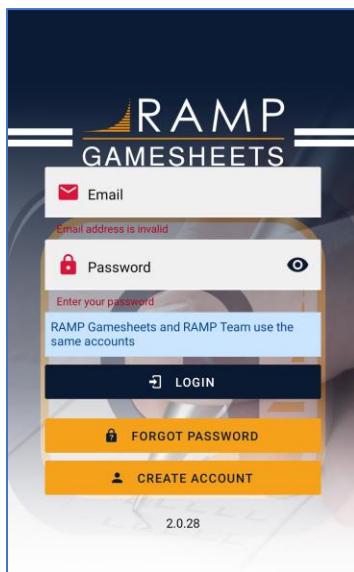 RAMP
GAMESHEETS
Email
Email address is invalid
Password
Enter your password
RAMP Gamesheets and RAMP Team use the
same accounts
LOGIN
FORGOT PASSWORD
CREATE ACCOUNT
2.0.28